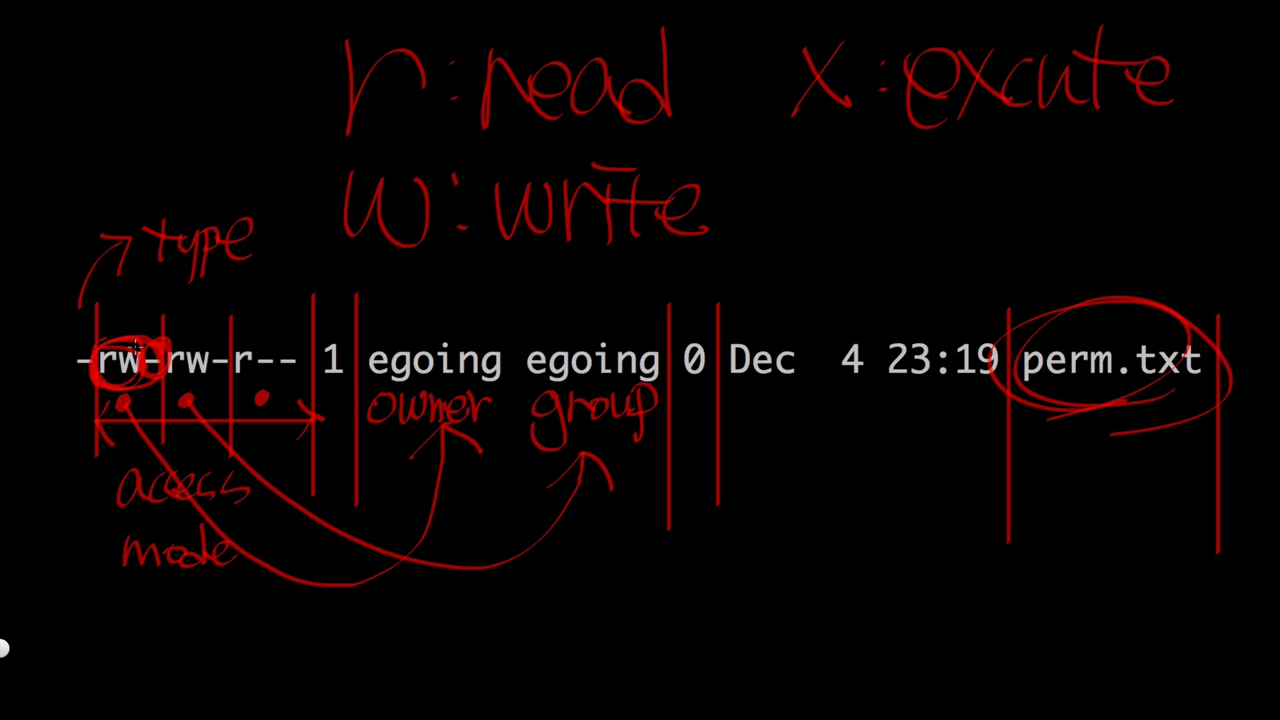 r : read x : excute
w : write
type
-rw-rw-r-- 1 egoing egoing 0 Dec 4 23:19 perm.txt
owner group
access
mode